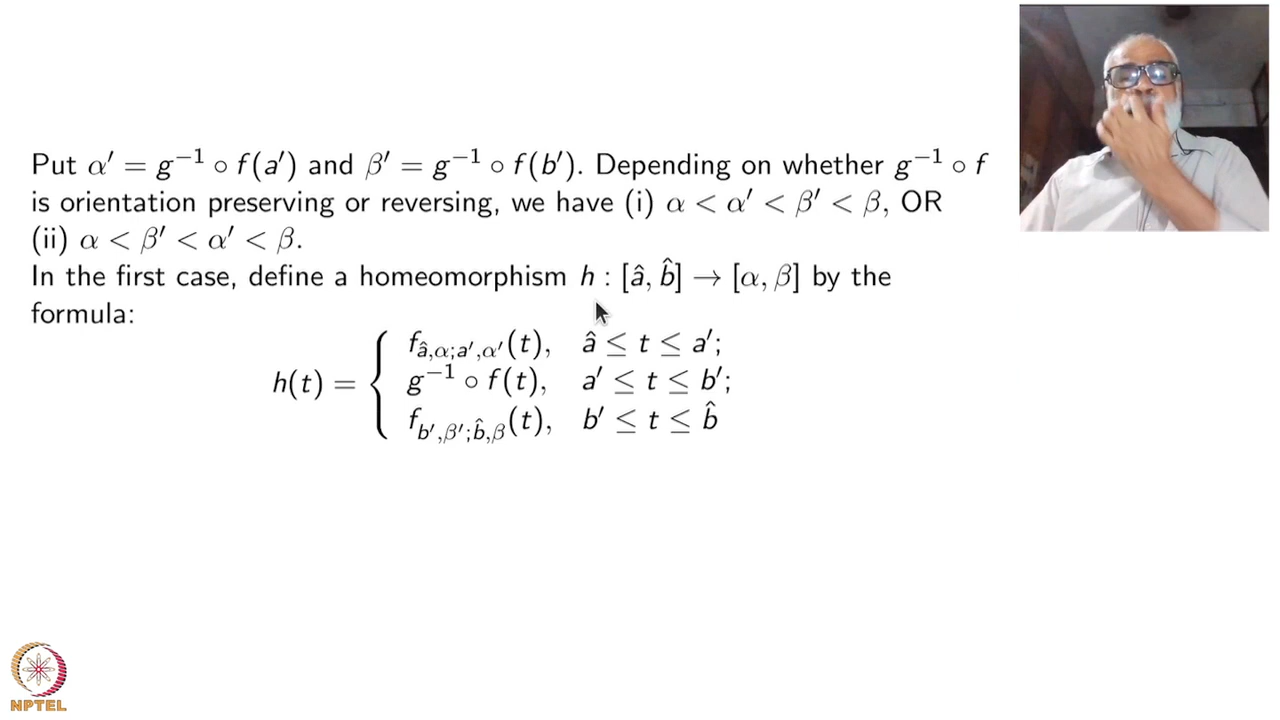 Put α′ = g⁻¹ ∘ f(a′) and β′ = g⁻¹ ∘ f(b′). Depending on whether g⁻¹ ∘ f
is orientation preserving or reversing, we have (i) α < α′ < β′ < β, OR
(ii) α < β′ < α′ < β.
In the first case, define a homeomorphism h : [â, b̂] → [α, β] by the
formula:
h(t) = { f_{â,α;a′,α′}(t), â ≤ t ≤ a′;
g⁻¹ ∘ f(t), a′ ≤ t ≤ b′;
f_{b′,β′;b̂,β}(t), b′ ≤ t ≤ b̂
NPTEL